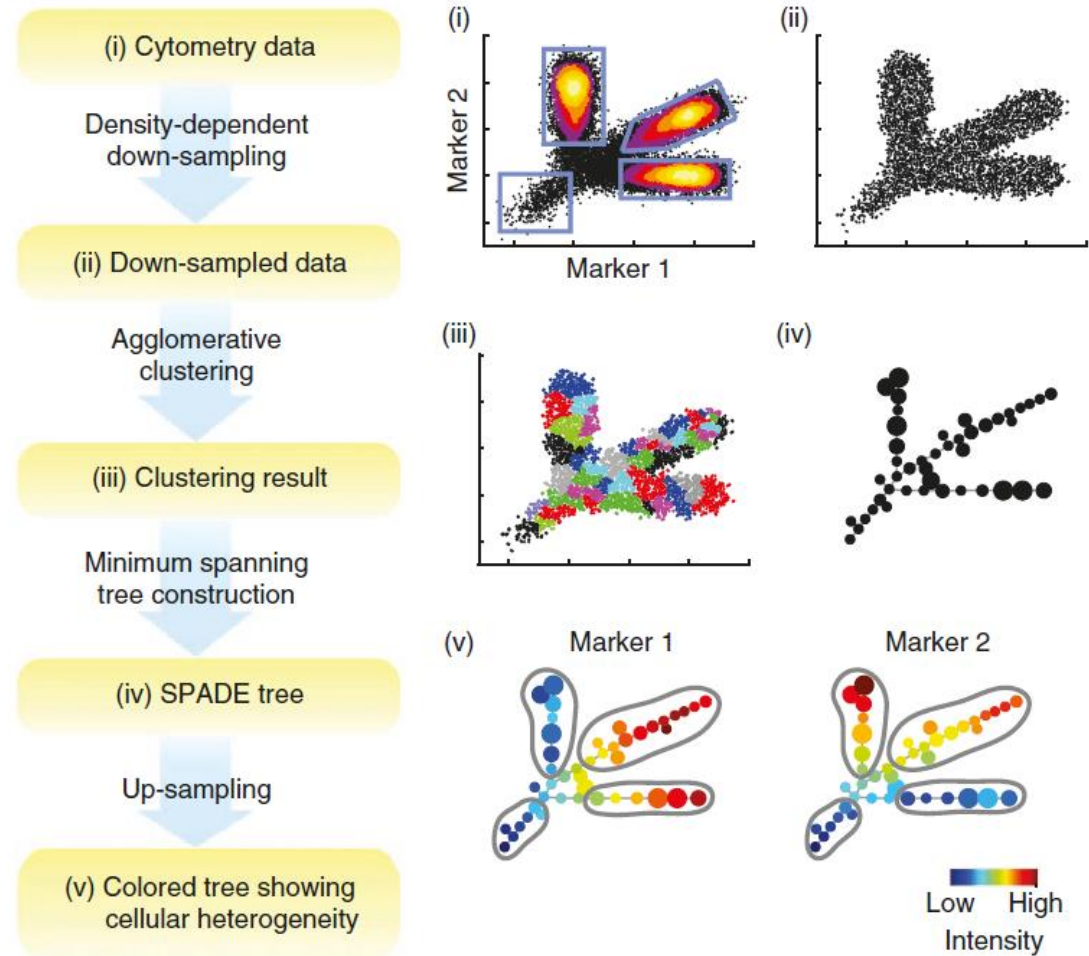 (i) Cytometry data
Density-dependent
down-sampling
(ii) Down-sampled data
Agglomerative
clustering
(iii) Clustering result
Minimum spanning
tree construction
(iv) SPADE tree
Up-sampling
(v) Colored tree showing
cellular heterogeneity
(i)
Marker 2
Marker 1
(ii)
(iii)
(iv)
(v)
Marker 1
Marker 2
Low High
Intensity